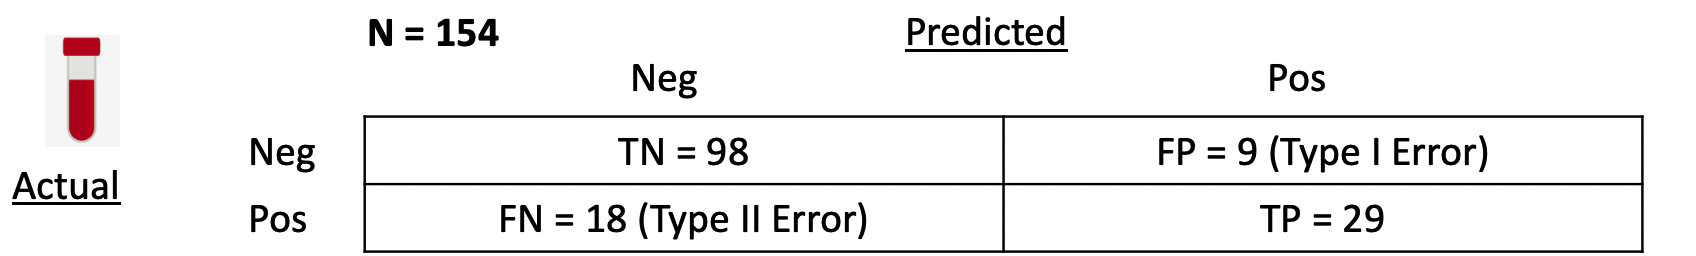 N = 154 Predicted
Neg Pos
Neg TN = 98 FP = 9 (Type I Error)
Actual
Pos FN = 18 (Type II Error) TP = 29